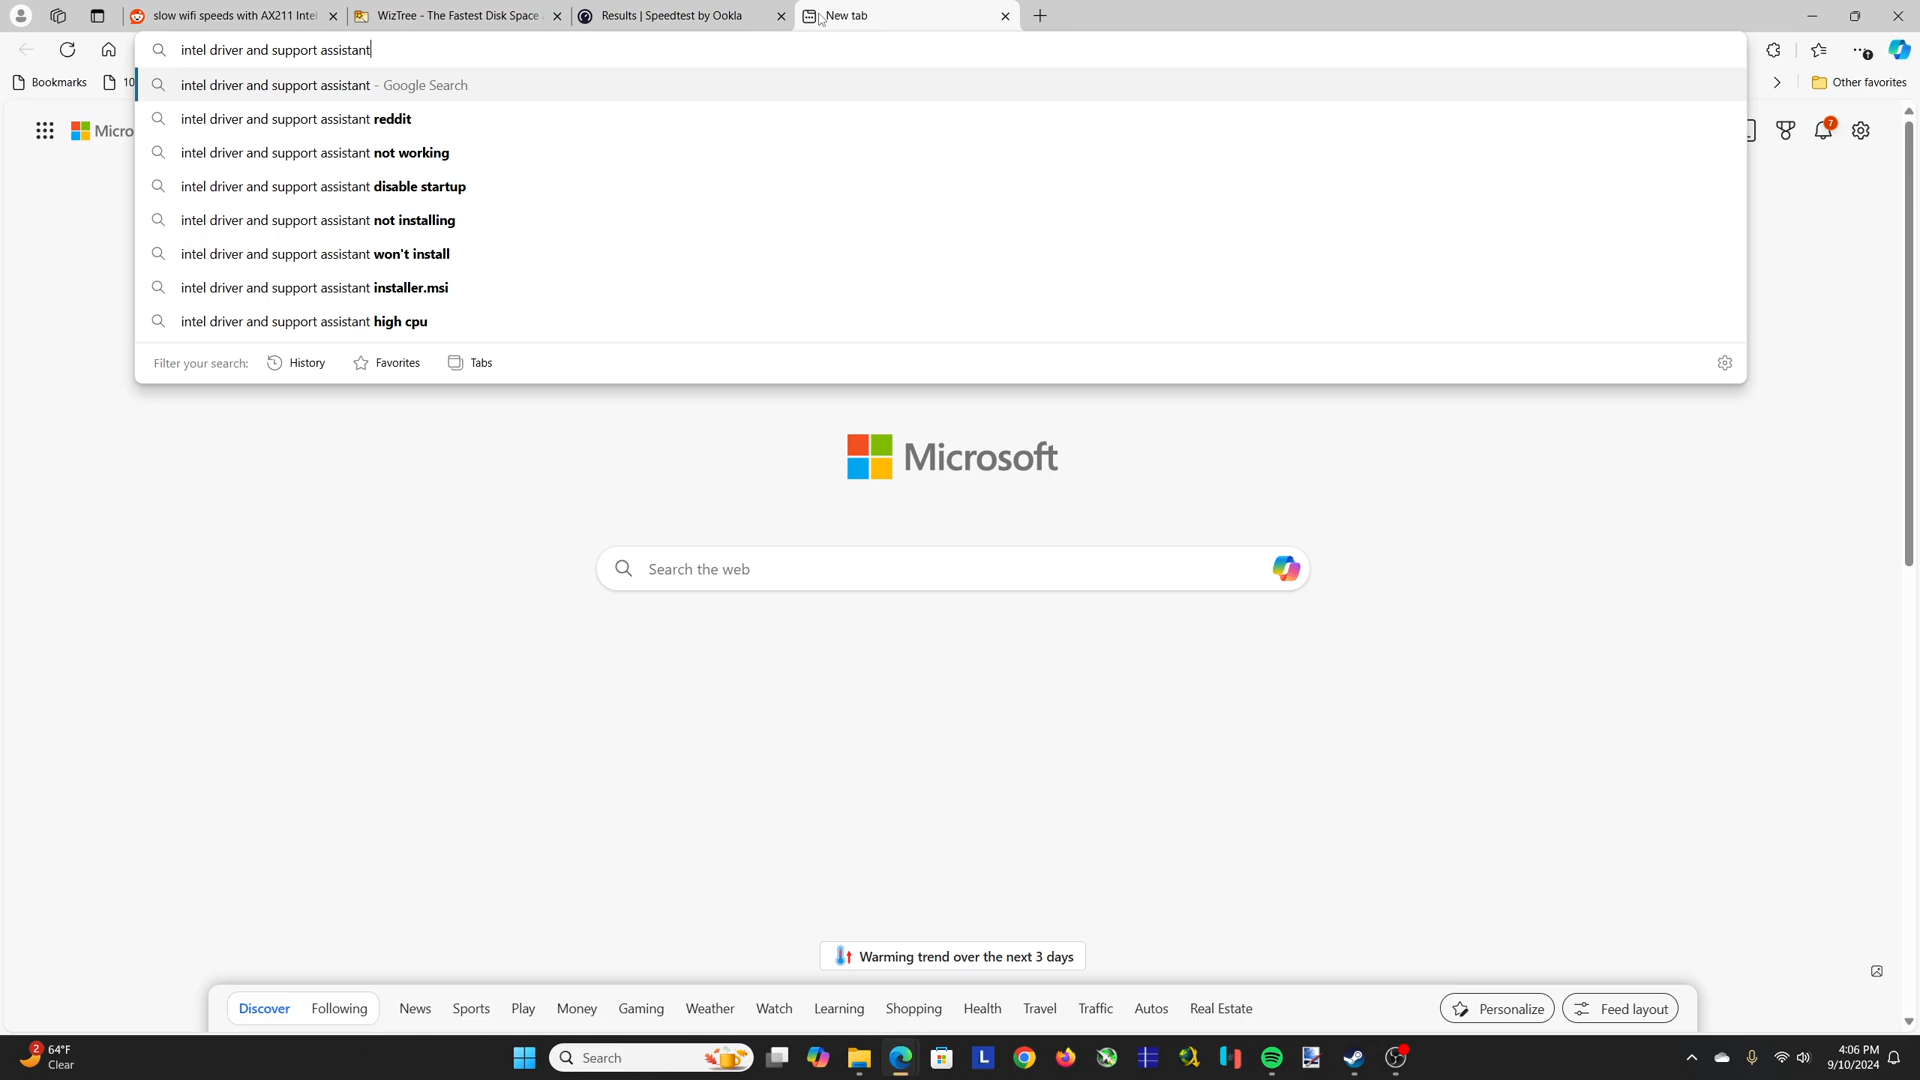 slow wifi speeds with AX211 Intel
WizTree - The Fastest Disk Space
Results | Speedtest by Ookla
New tab
intel driver and support assistant
Bookmarks
10
Other favorites
intel driver and support assistant - Google Search
intel driver and support assistant reddit
intel driver and support assistant not working
intel driver and support assistant disable startup
intel driver and support assistant not installing
intel driver and support assistant won't install
intel driver and support assistant installer.msi
intel driver and support assistant high cpu
Filter your search:
History
Favorites
Tabs
Micro
7
Microsoft
Search the web
Warming trend over the next 3 days
Discover
Following
News
Sports
Play
Money
Gaming
Weather
Watch
Learning
Shopping
Health
Travel
Traffic
Autos
Real Estate
Personalize
Feed layout
2
64°F
Clear
Search
L
4:06 PM
9/10/2024